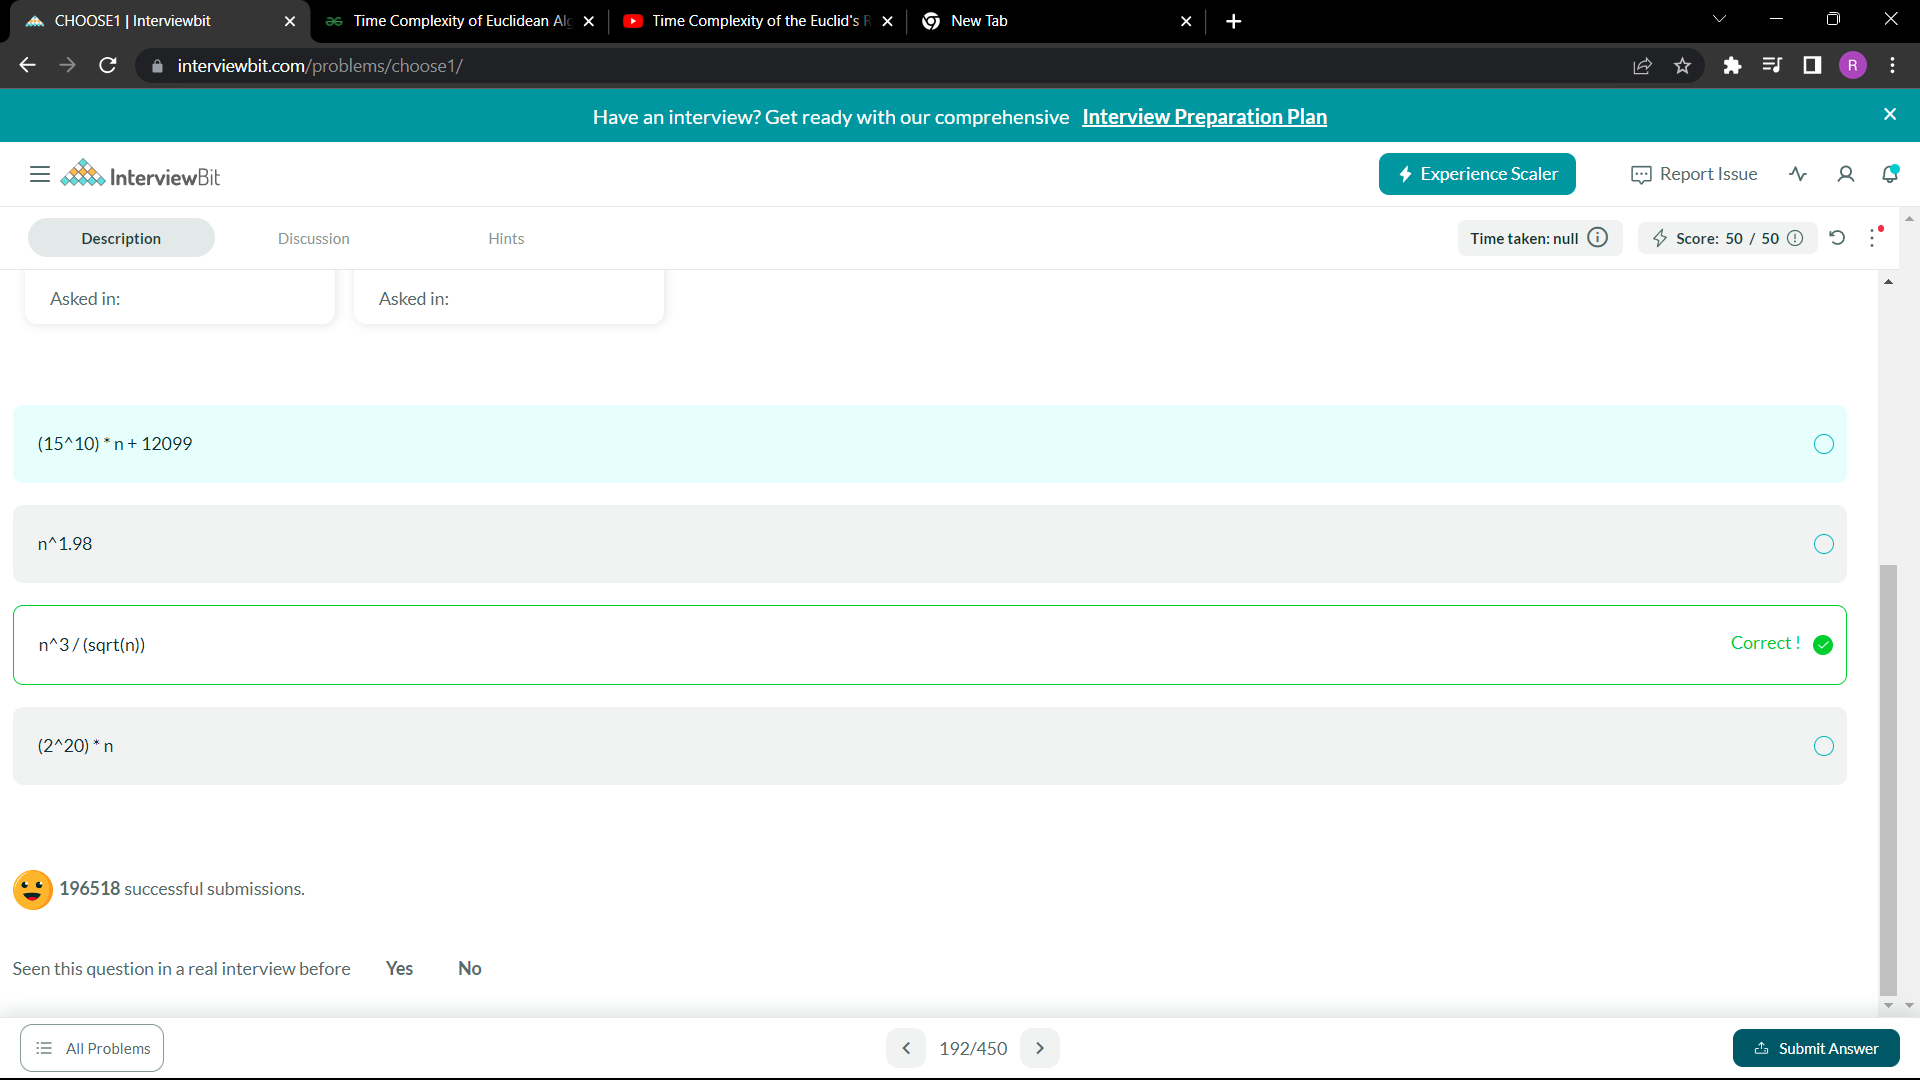 CHOOSE1 | Interviewbit
Time Complexity of Euclidean Al
Time Complexity of the Euclid's R
New Tab
interviewbit.com/problems/choose1/
R
Have an interview? Get ready with our comprehensive Interview Preparation Plan
InterviewBit
Experience Scaler
Report Issue
Description
Discussion
Hints
Time taken: null
Score: 50 / 50
Asked in:
Asked in:
(15^10) * n + 12099
n^1.98
n^3 / (sqrt(n))
Correct !
(2^20) * n
196518 successful submissions.
Seen this question in a real interview before Yes No
All Problems
192/450
Submit Answer